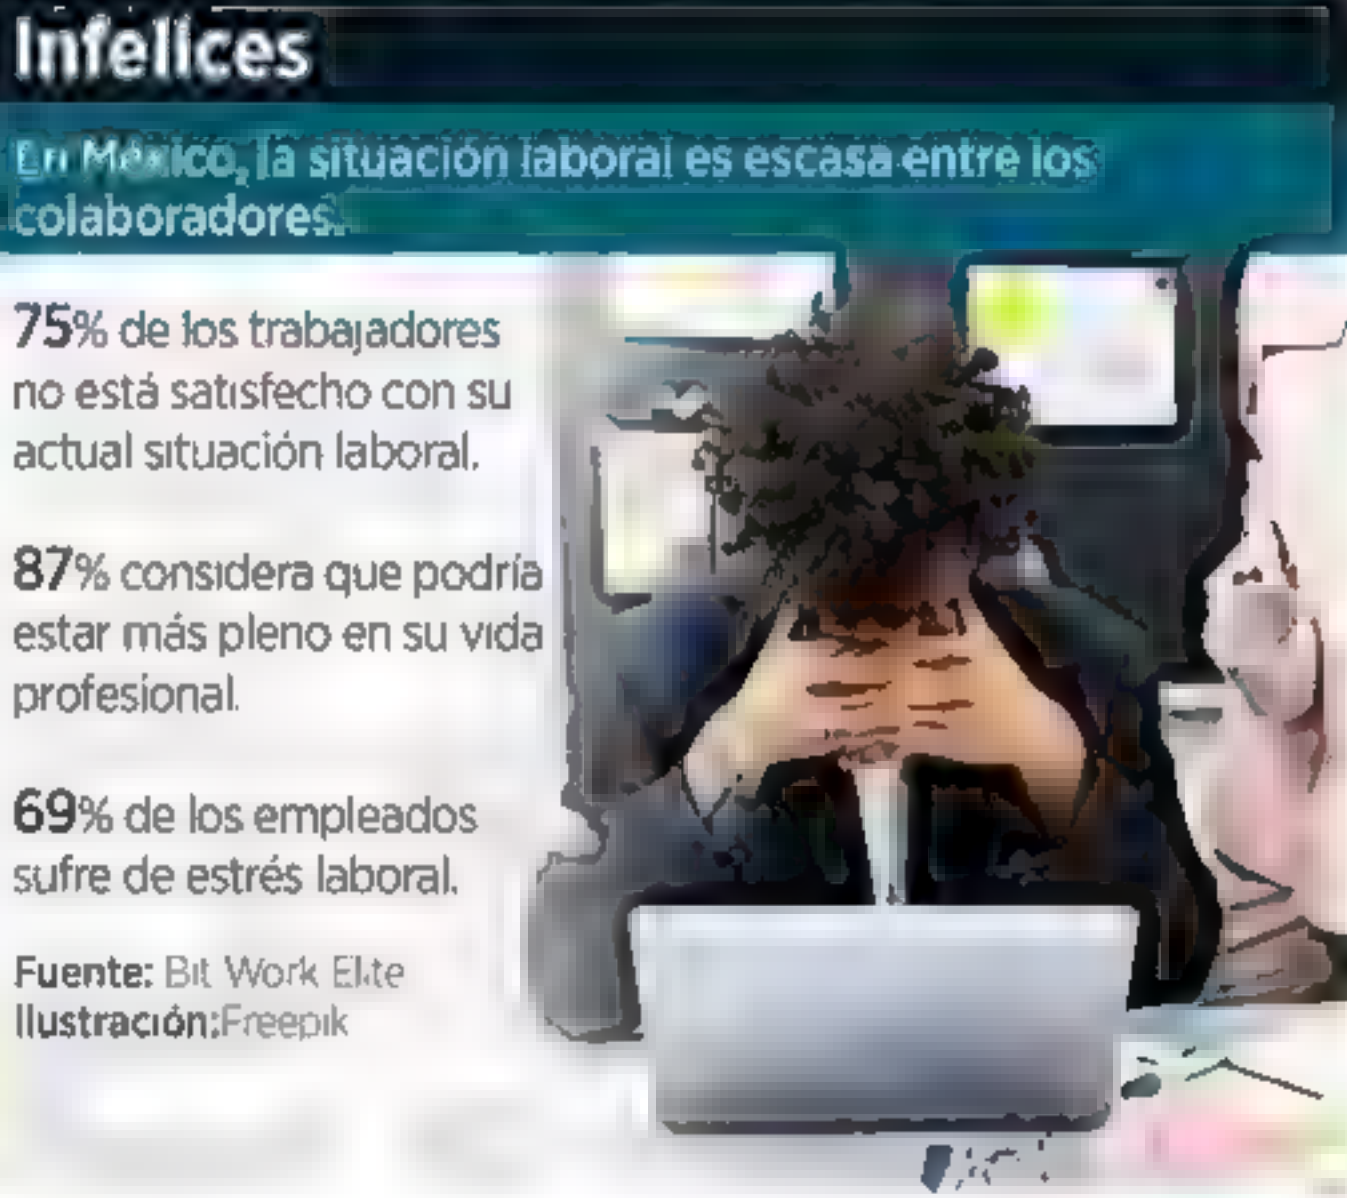 Infelices
En México, la situación laboral es escasa entre los
colaboradores.
75% de los trabajadores
no está satisfecho con su
actual situación laboral.
87% considera que podría
estar más pleno en su vida
profesional.
69% de los empleados
sufre de estrés laboral.
Fuente: Bit Work Elite
Ilustración:Freepik